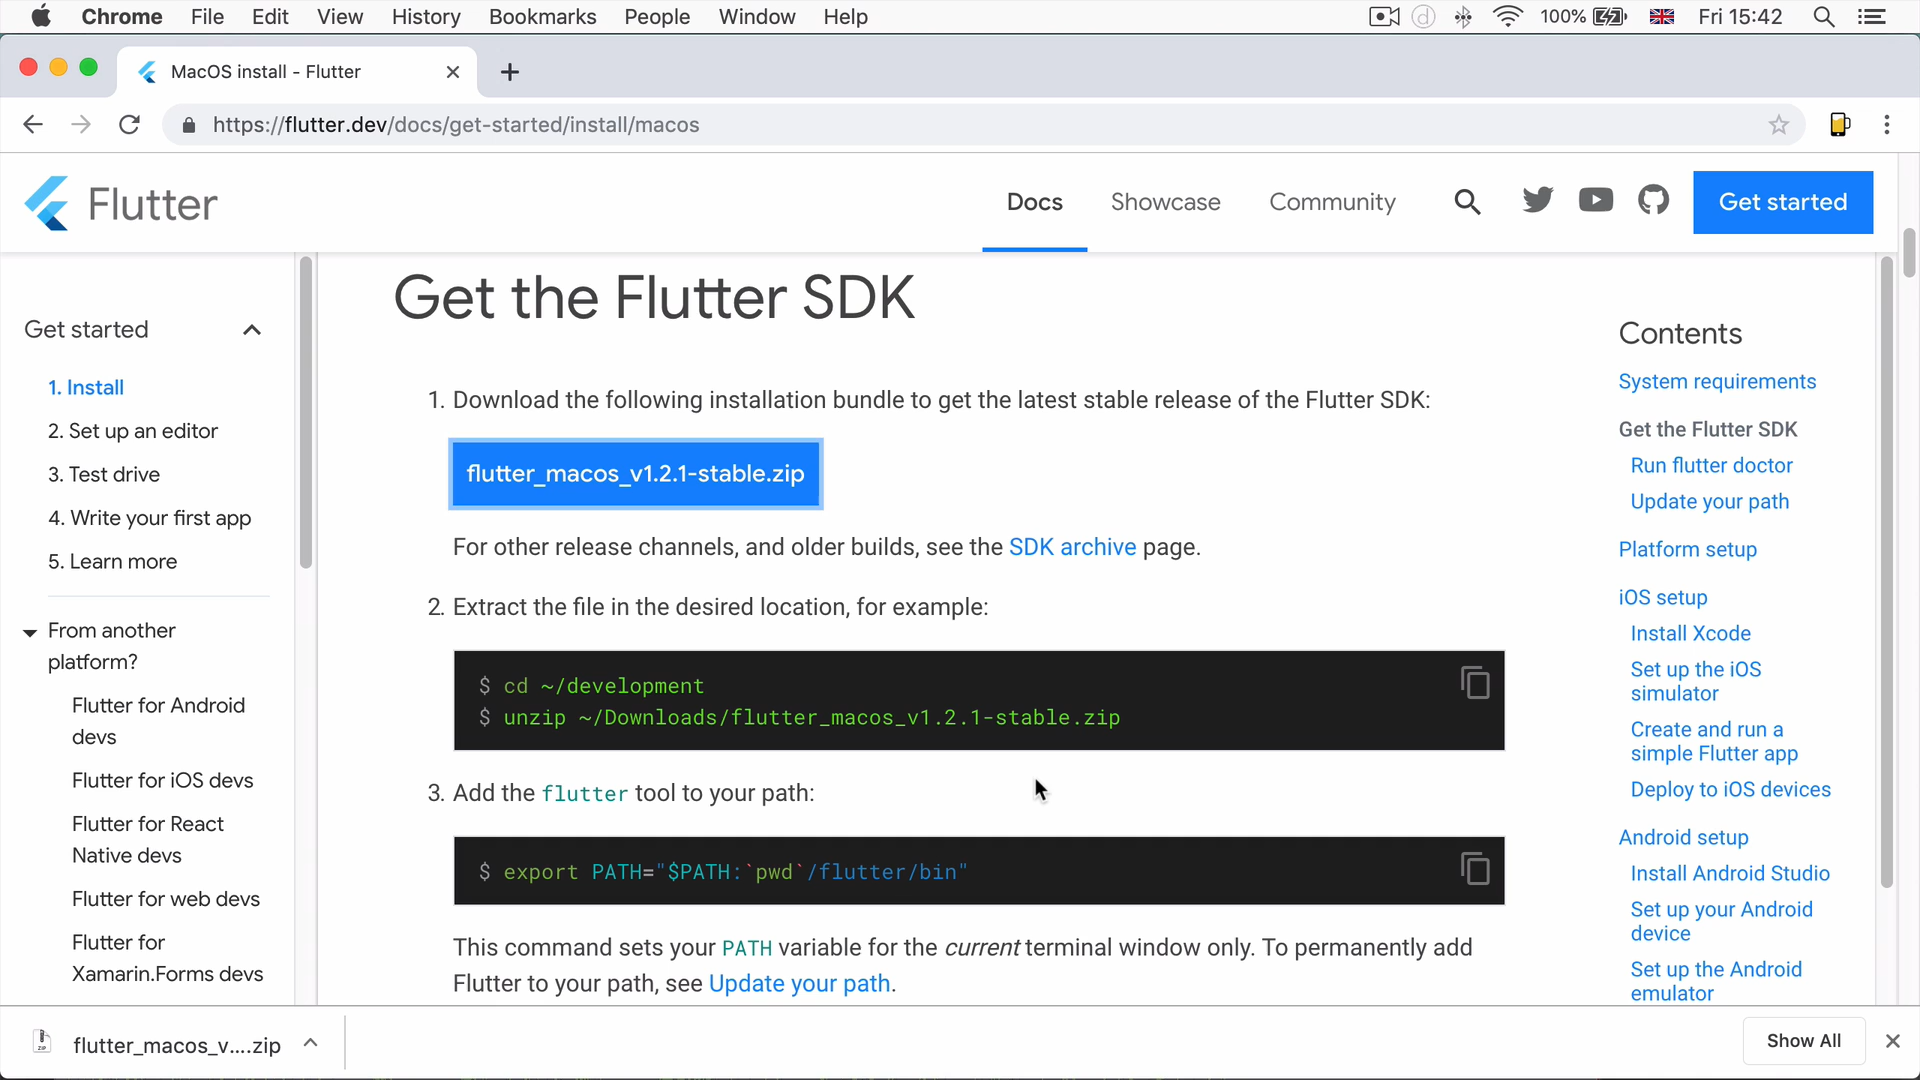 Chrome File Edit View History Bookmarks People Window Help 100% Fri 15:42
MacOS install - Flutter
https://flutter.dev/docs/get-started/install/macos
Flutter Docs Showcase Community Get started
Get started
1. Install
2. Set up an editor
3. Test drive
4. Write your first app
5. Learn more
From another
platform?
Flutter for Android
devs
Flutter for iOS devs
Flutter for React
Native devs
Flutter for web devs
Flutter for
Xamarin.Forms devs
Get the Flutter SDK
1. Download the following installation bundle to get the latest stable release of the Flutter SDK:
flutter_macos_v1.2.1-stable.zip
For other release channels, and older builds, see the SDK archive page.
2. Extract the file in the desired location, for example:
$ cd ~/development
$ unzip ~/Downloads/flutter_macos_v1.2.1-stable.zip
3. Add the flutter tool to your path:
$ export PATH="$PATH:`pwd`/flutter/bin"
This command sets your PATH variable for the current terminal window only. To permanently add
Flutter to your path, see Update your path.
Contents
System requirements
Get the Flutter SDK
Run flutter doctor
Update your path
Platform setup
iOS setup
Install Xcode
Set up the iOS
simulator
Create and run a
simple Flutter app
Deploy to iOS devices
Android setup
Install Android Studio
Set up your Android
device
Set up the Android
emulator
flutter_macos_v....zip
Show All